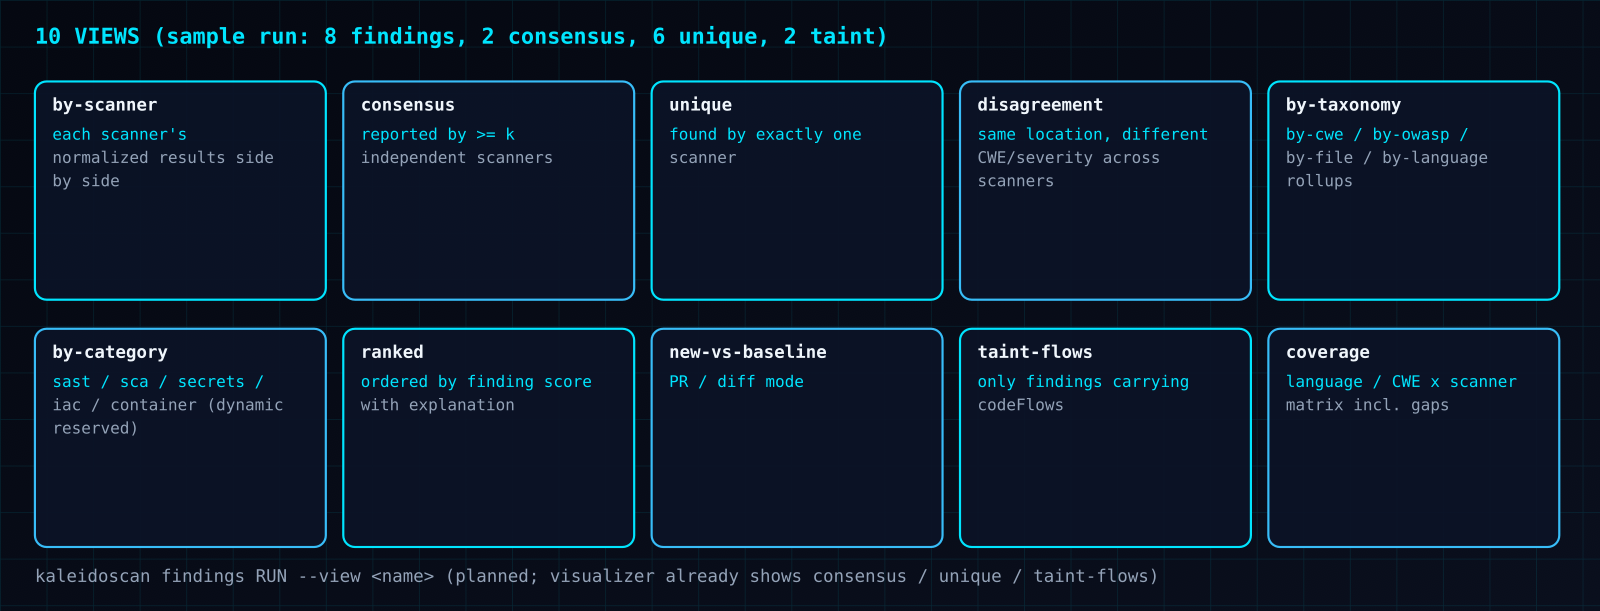 10 VIEWS (sample run: 8 findings, 2 consensus, 6 unique, 2 taint)
by-scanner
each scanner's
normalized results side
by side
consensus
reported by >= k
independent scanners
unique
found by exactly one
scanner
disagreement
same location, different
CWE/severity across
scanners
by-taxonomy
by-cwe / by-owasp /
by-file / by-language
rollups
by-category
sast / sca / secrets /
iac / container (dynamic
reserved)
ranked
ordered by finding score
with explanation
new-vs-baseline
PR / diff mode
taint-flows
only findings carrying
codeFlows
coverage
language / CWE x scanner
matrix incl. gaps
kaleidoscan findings RUN --view <name> (planned; visualizer already shows consensus / unique / taint-flows)